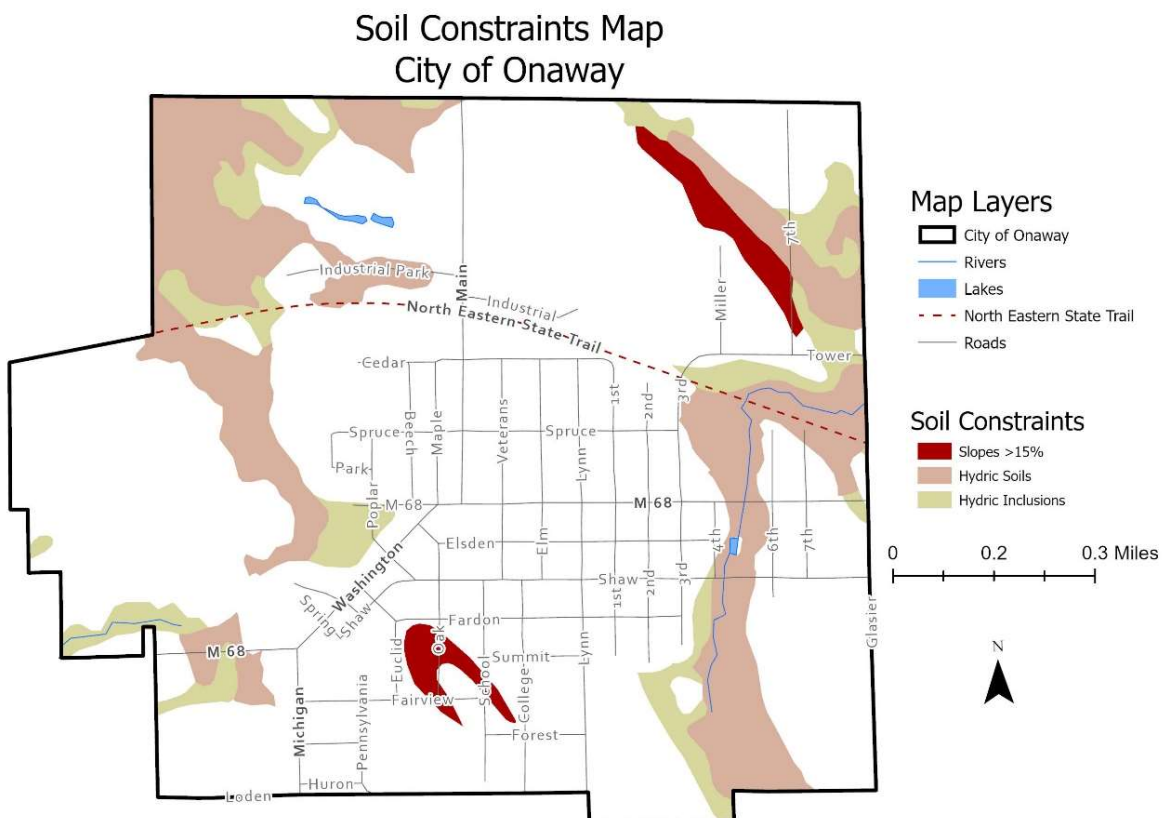 Soil Constraints Map
City of Onaway
Industrial Park
Main
Industrial
North Eastern State Trail
7th
Miller
Tower
Cedar
Beech
Maple
Veterans
Lynn
1st
2nd
3rd
Spruce
Spruce
Park
Poplar
M-68
M-68
Washington
Elsden
Elm
4th
6th
7th
Shaw
Spring
Shaw
1st
2nd
3rd
Fardon
Glasier
M-68
Euclid
Oak
School
Summit
College
Lynn
Michigan
Pennsylvania
Fairview
Forest
Huron
Loden
Map Layers
City of Onaway
Rivers
Lakes
North Eastern State Trail
Roads
Soil Constraints
Slopes >15%
Hydric Soils
Hydric Inclusions
0 0.2 0.3 Miles
N